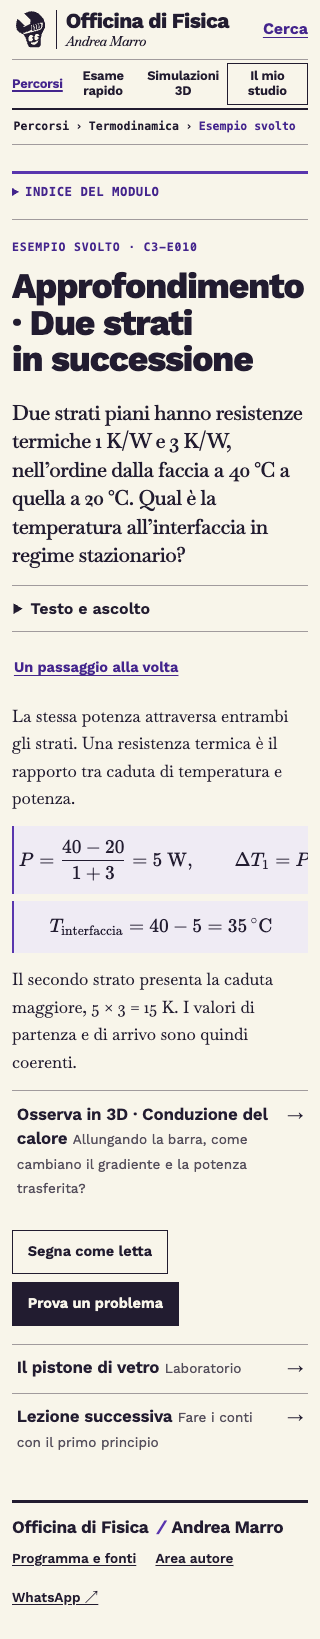 Officina di Fisica
Andrea Marro
Cerca
Percorsi
Esame rapido
Simulazioni 3D
Il mio studio
Percorsi › Termodinamica › Esempio svolto
▶ INDICE DEL MODULO
ESEMPIO SVOLTO · C3–E010
Approfondimento
· Due strati
in successione
Due strati piani hanno resistenze
termiche 1 K/W e 3 K/W,
nell’ordine dalla faccia a 40 °C a
quella a 20 °C. Qual è la
temperatura all’interfaccia in
regime stazionario?
▶ Testo e ascolto
Un passaggio alla volta
La stessa potenza attraversa entrambi
gli strati. Una resistenza termica è il
rapporto tra caduta di temperatura e
potenza.
P = (40 − 20)/(1 + 3) = 5 W, ΔT₁ = P
T_interfaccia = 40 − 5 = 35 °C
Il secondo strato presenta la caduta
maggiore, 5 × 3 = 15 K. I valori di
partenza e di arrivo sono quindi
coerenti.
Osserva in 3D · Conduzione del →
calore Allungando la barra, come
cambiano il gradiente e la potenza
trasferita?
Segna come letta
Prova un problema
Il pistone di vetro Laboratorio →
Lezione successiva Fare i conti →
con il primo principio
Officina di Fisica / Andrea Marro
Programma e fonti Area autore
WhatsApp ↗